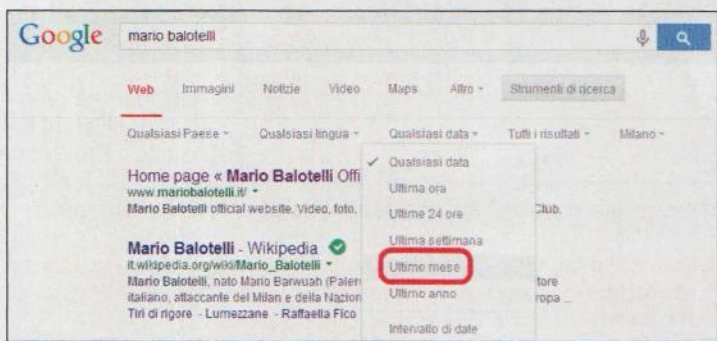 Google mario balotelli
Web Immagini Notizie Video Maps Altro Strumenti di ricerca
Qualsiasi Paese Qualsiasi lingua Qualsiasi data Tutti i risultati Milano
✓ Qualsiasi data
Ultima ora
Ultime 24 ore
Ultima settimana
Ultimo mese
Ultimo anno
Intervallo di date
Home page « Mario Balotelli Offi
www.mariobalotelli.it/
Mario Balotelli official website. Video, foto, Club.
Mario Balotelli - Wikipedia
it.wikipedia.org/wiki/Mario_Balotelli
Mario Balotelli, nato Mario Barwuah (Paler tore
italiano, attaccante del Milan e della Nazion ropa ...
Tiri di rigore - Lumezzane - Raffaella Fico